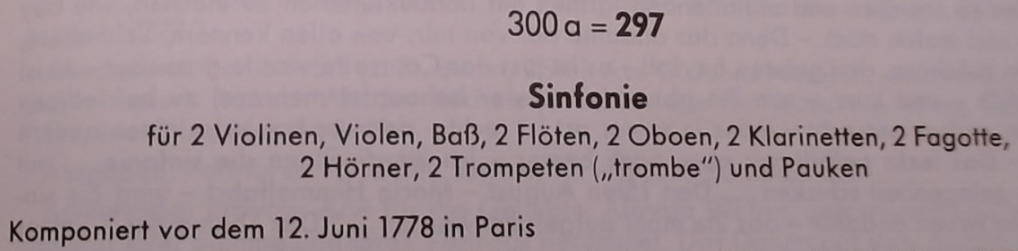 300 a = 297
Sinfonie
für 2 Violinen, Violen, Baß, 2 Flöten, 2 Oboen, 2 Klarinetten, 2 Fagotte,
2 Hörner, 2 Trompeten („trombe“) und Pauken
Komponiert vor dem 12. Juni 1778 in Paris